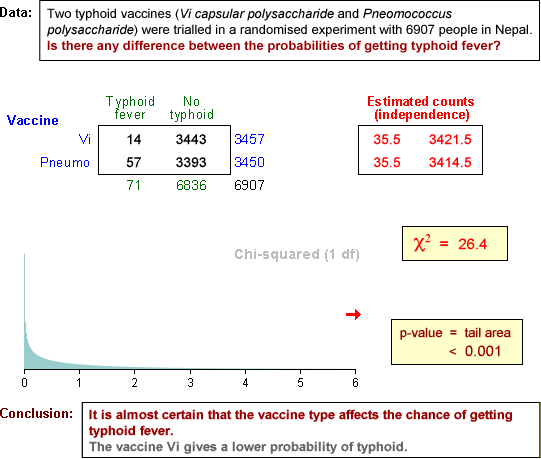 Data: Two typhoid vaccines (Vi capsular polysaccharide and Pneomococcus
polysaccharide) were trialled in a randomised experiment with 6907 people in Nepal.
Is there any difference between the probabilities of getting typhoid fever?
Typhoid No Estimated counts
Vaccine fever typhoid (independence)
Vi 14 3443 3457 35.5 3421.5
Pneumo 57 3393 3450 35.5 3414.5
71 6836 6907
Chi-squared (1 df)
χ² = 26.4
p-value = tail area
< 0.001
0 1 2 3 4 5 6
Conclusion: It is almost certain that the vaccine type affects the chance of getting
typhoid fever.
The vaccine Vi gives a lower probability of typhoid.